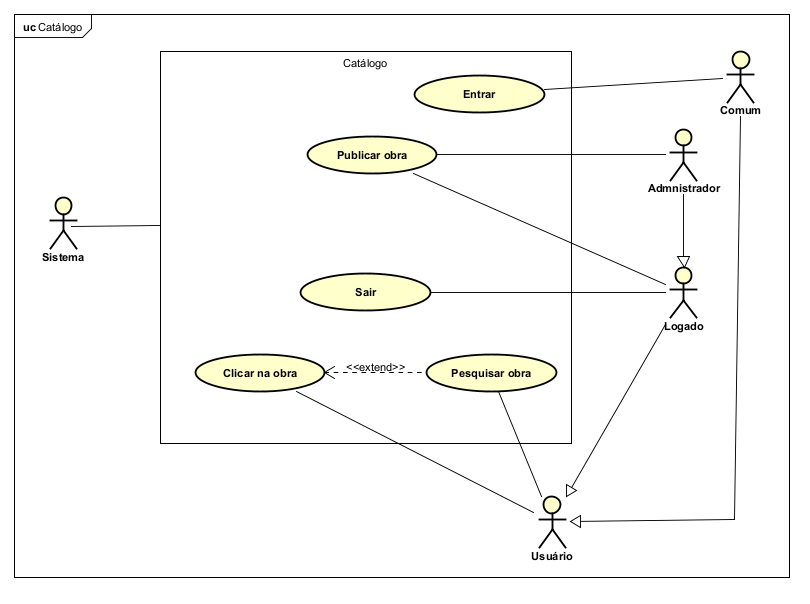 uc Catálogo
Catálogo
Entrar
Comum
Publicar obra
Admnistrador
Sistema
Sair
Logado
Clicar na obra
<<extend>>
Pesquisar obra
Usuário